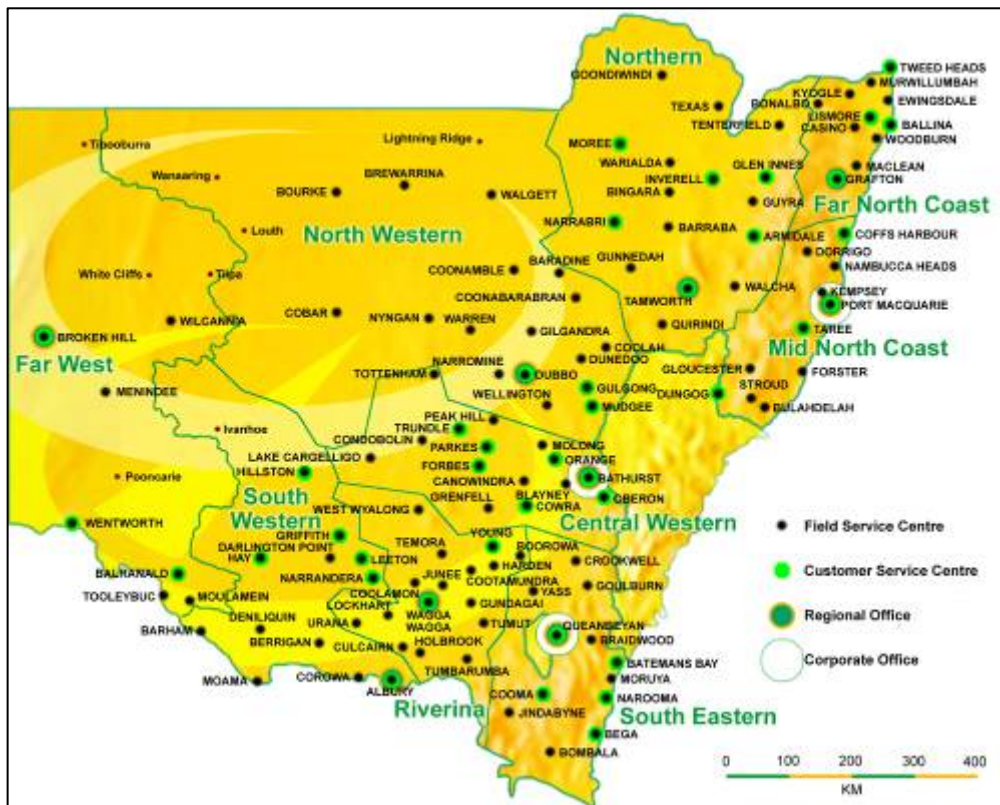 Northern
GOONDIWINDI
TWEED HEADS
MURWILLUMBAH
KYOGLE
TEXAS
BONALBO
EWINGSDALE
LISMORE
TENTERFIELD
CASINO
BALLINA
Lightning Ridge
WOODBURN
Tibooburra
MOREE
WARIALDA
GLEN INNES
MACLEAN
Wanaaring
BREWARRINA
INVERELL
GRAFTON
BOURKE
WALGETT
BINGARA
GUYRA
Far North Coast
NARRABRI
Louth
North Western
BARRABA
ARMIDALE
COFFS HARBOUR
DORRIGO
White Cliffs
Tilpa
COONAMBLE
BARADINE
GUNNEDAH
NAMBUCCA HEADS
TAMWORTH
WALCHA
KEMPSEY
COONABARABRAN
PORT MACQUARIE
COBAR
NYNGAN
WARREN
WILCANNIA
GILGANDRA
QUIRINDI
TAREE
BROKEN HILL
COOLAH
Mid North Coast
Far West
NARROMINE
DUNEDOO
TOTTENHAM
DUBBO
GLOUCESTER
FORSTER
MENINDEE
WELLINGTON
GULGONG
DUNGOG
STROUD
MUDGEE
BULAHDELAH
PEAK HILL
TRUNDLE
Ivanhoe
CONDOBOLIN
PARKES
MOLONG
LAKE CARGELLIGO
ORANGE
HILLSTON
FORBES
Pooncarie
CANOWINDRA
BATHURST
South
Western
GRENFELL
BLAYNEY
OBERON
WEST WYALONG
COWRA
WENTWORTH
Central Western
Field Service Centre
GRIFFITH
YOUNG
DARLINGTON POINT
TEMORA
BOOROWA
HAY
LEETON
CROOKWELL
HARDEN
Customer Service Centre
BALRANALD
NARRANDERA
JUNEE
COOTAMUNDRA
GOULBURN
COOLAMON
YASS
TOOLEYBUC
MOULAMEIN
LOCKHART
GUNDAGAI
Regional Office
DENILIQUIN
URANA
WAGGA
WAGGA
TUMUT
QUEANBEYAN
BARHAM
BERRIGAN
CULCAIRN
HOLBROOK
BRAIDWOOD
Corporate Office
TUMBARUMBA
BATEMANS BAY
MOAMA
COROWA
ALBURY
MORUYA
COOMA
NAROOMA
Riverina
JINDABYNE
South Eastern
BEGA
BOMBALA
0 100 200 300 400
KM